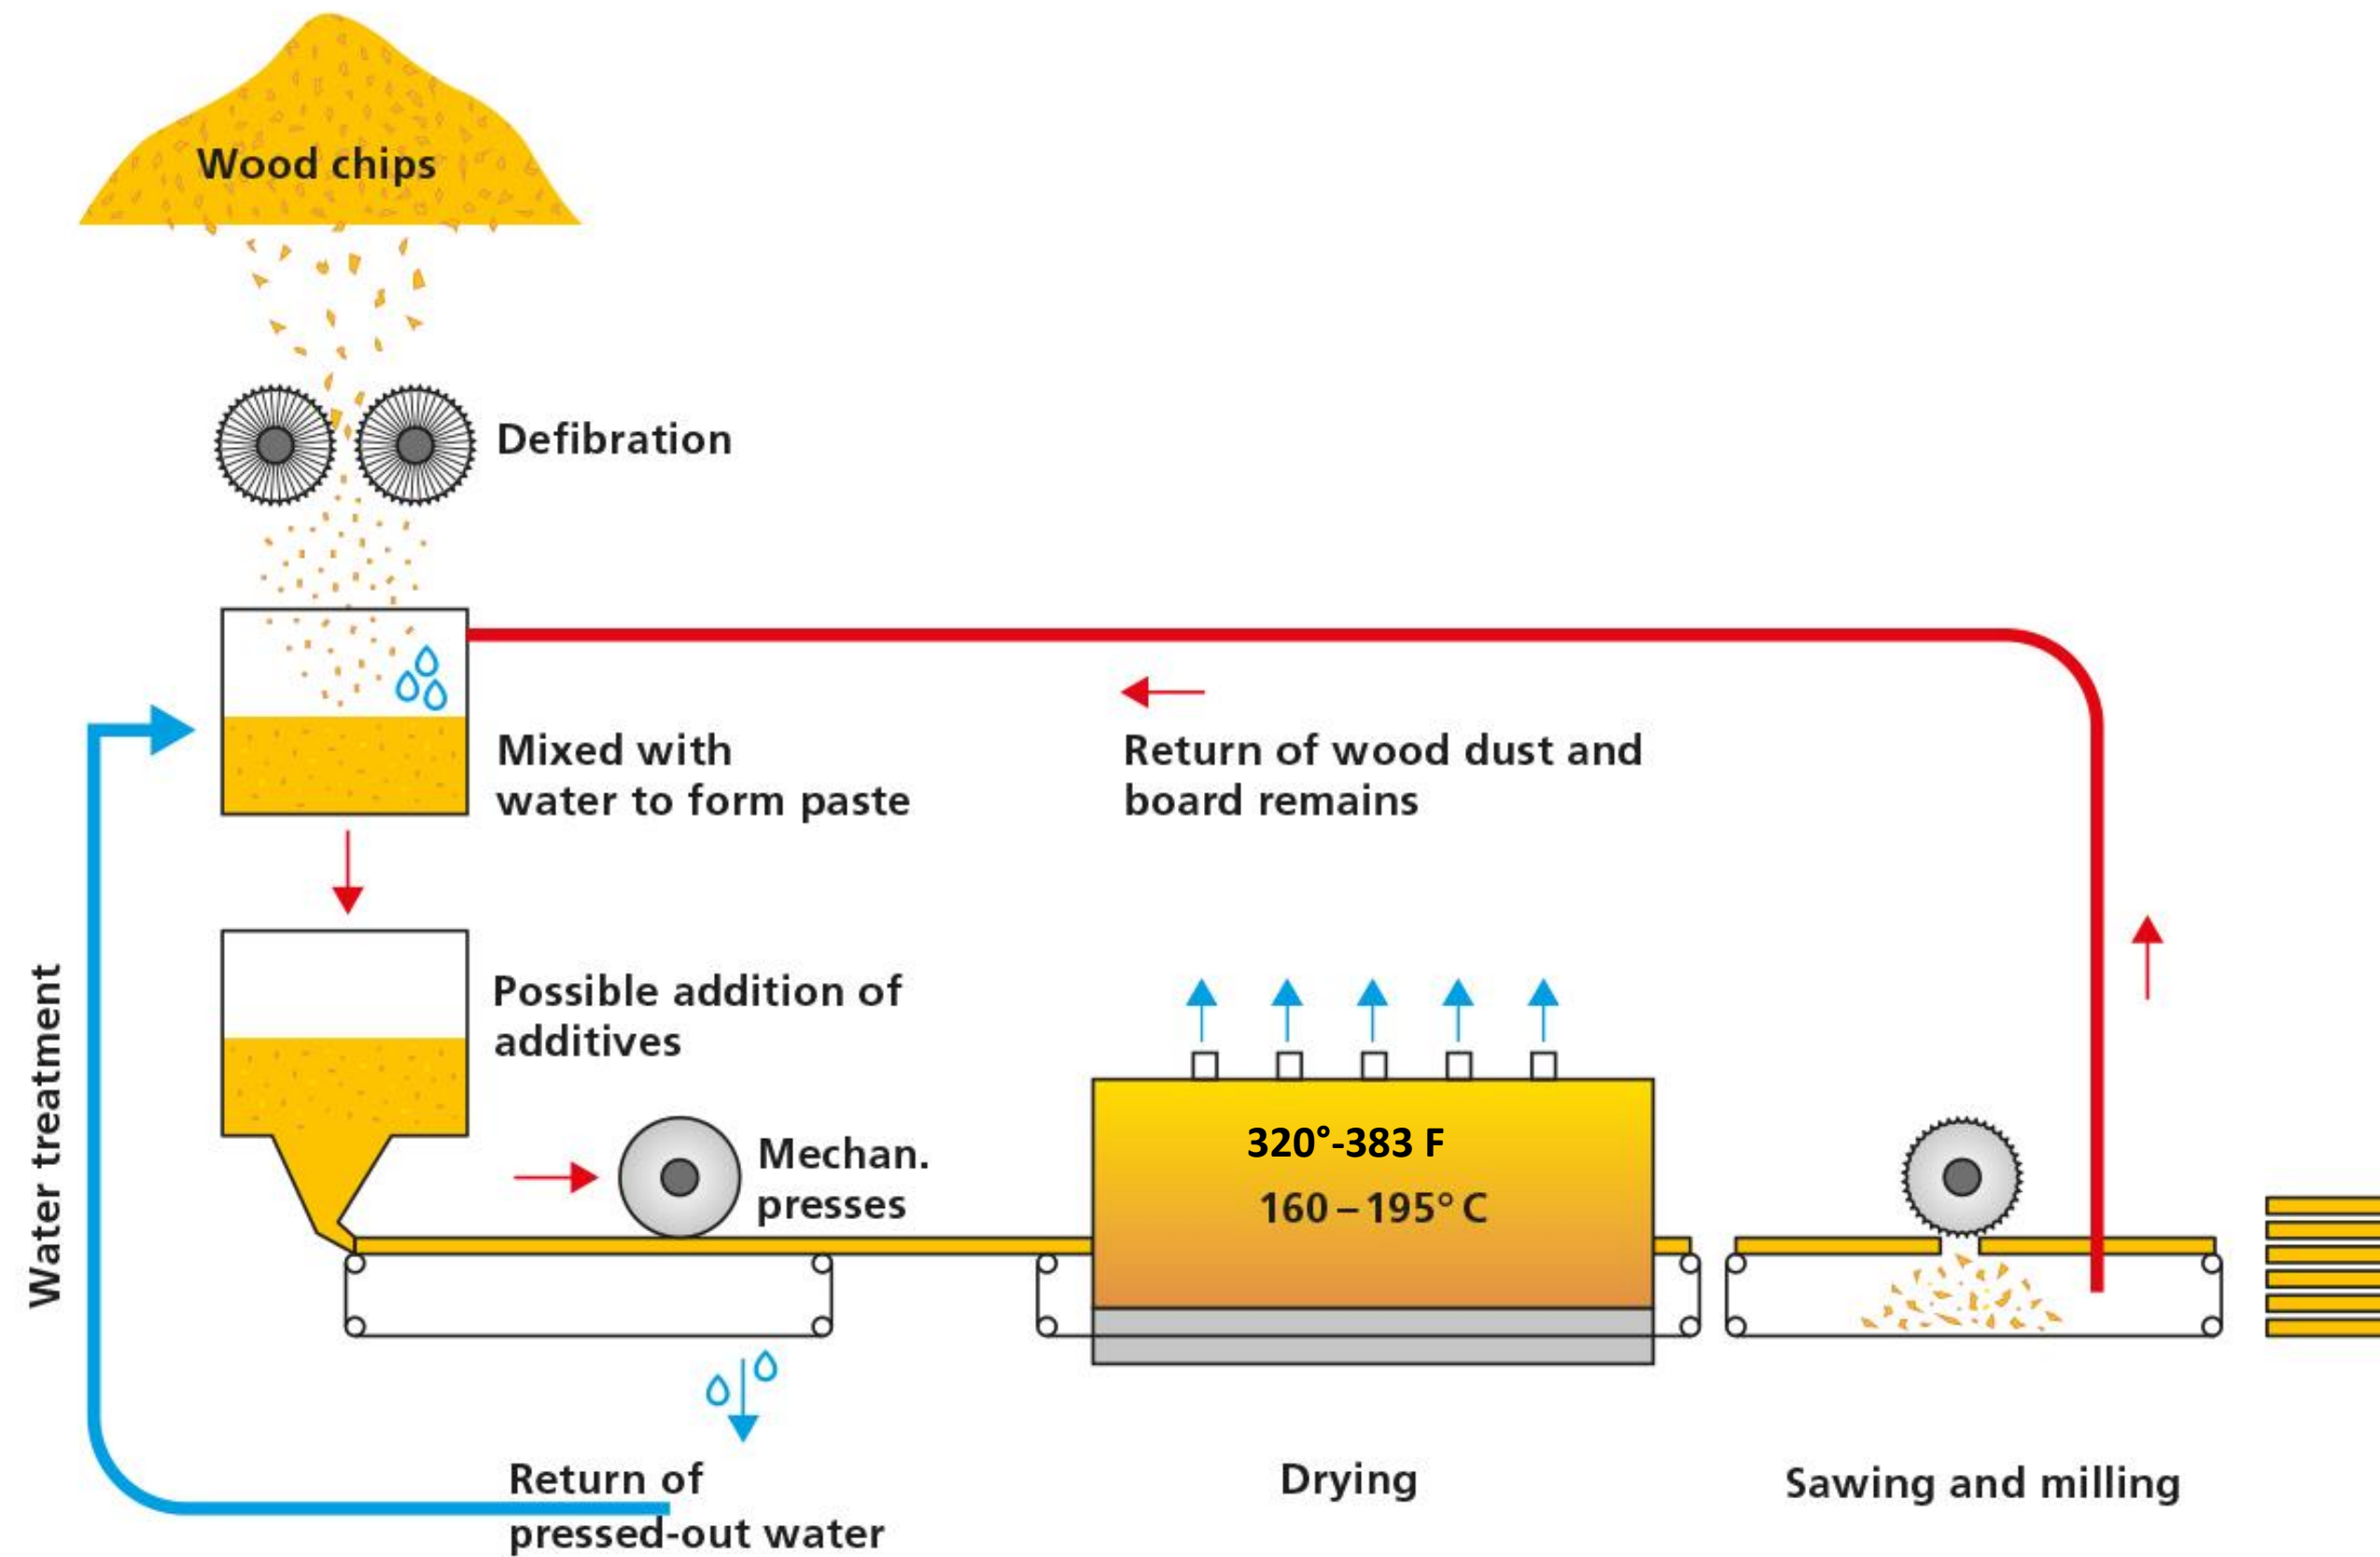 Wood chips
Defibration
Mixed with
water to form paste
Return of wood dust and
board remains
Possible addition of
additives
Water treatment
Mechan.
presses
320°-383 F
160 – 195° C
Return of
pressed-out water
Drying
Sawing and milling